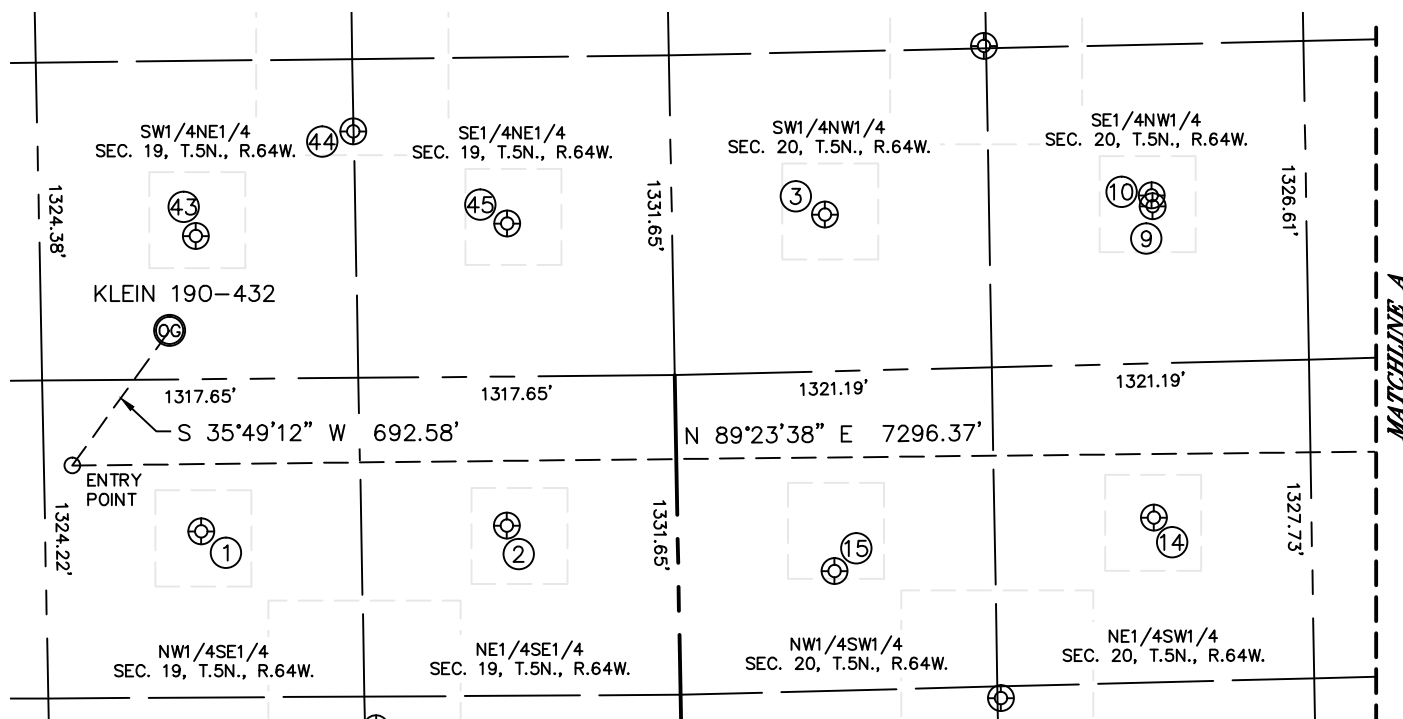 SW1/4NE1/4
SEC. 19, T.5N., R.64W.
44
SE1/4NE1/4
SEC. 19, T.5N., R.64W.
SW1/4NW1/4
SEC. 20, T.5N., R.64W.
SE1/4NW1/4
SEC. 20, T.5N., R.64W.
1324.38'
43
45
1331.65'
3
10
9
1326.61'
KLEIN 190-432
OG
MATCHLINE A
1317.65'
1317.65'
1321.19'
1321.19'
S 35°49'12" W 692.58'
N 89°23'38" E 7296.37'
ENTRY
POINT
1324.22'
1
2
1331.65'
15
14
1327.73'
NW1/4SE1/4
SEC. 19, T.5N., R.64W.
NE1/4SE1/4
SEC. 19, T.5N., R.64W.
NW1/4SW1/4
SEC. 20, T.5N., R.64W.
NE1/4SW1/4
SEC. 20, T.5N., R.64W.